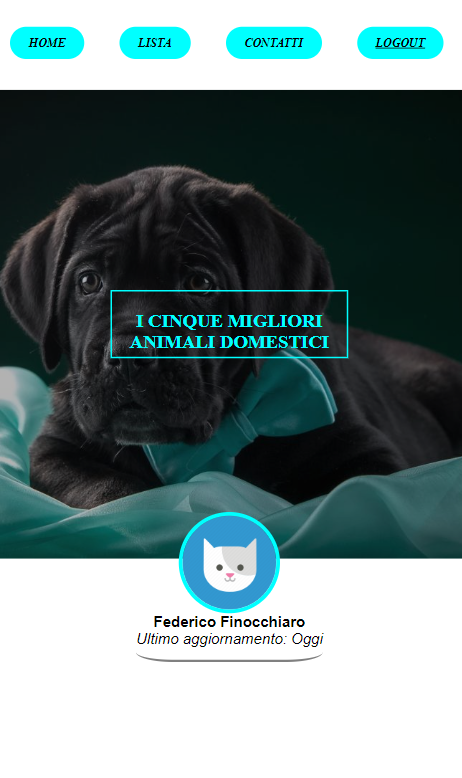 HOME
LISTA
CONTATTI
LOGOUT
I CINQUE MIGLIORI
ANIMALI DOMESTICI
Federico Finocchiaro
Ultimo aggiornamento: Oggi